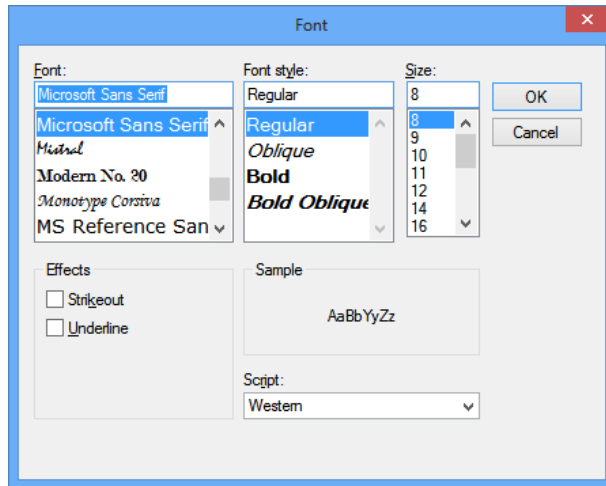 Font
Font:
Microsoft Sans Serif
Microsoft Sans Serif
Mistral
Modern No. 20
Monotype Corsiva
MS Reference San
Font style:
Regular
Regular
Oblique
Bold
Bold Oblique
Size:
8
8
9
10
11
12
14
16
OK
Cancel
Effects
Strikeout
Underline
Sample
AaBbYyZz
Script:
Western